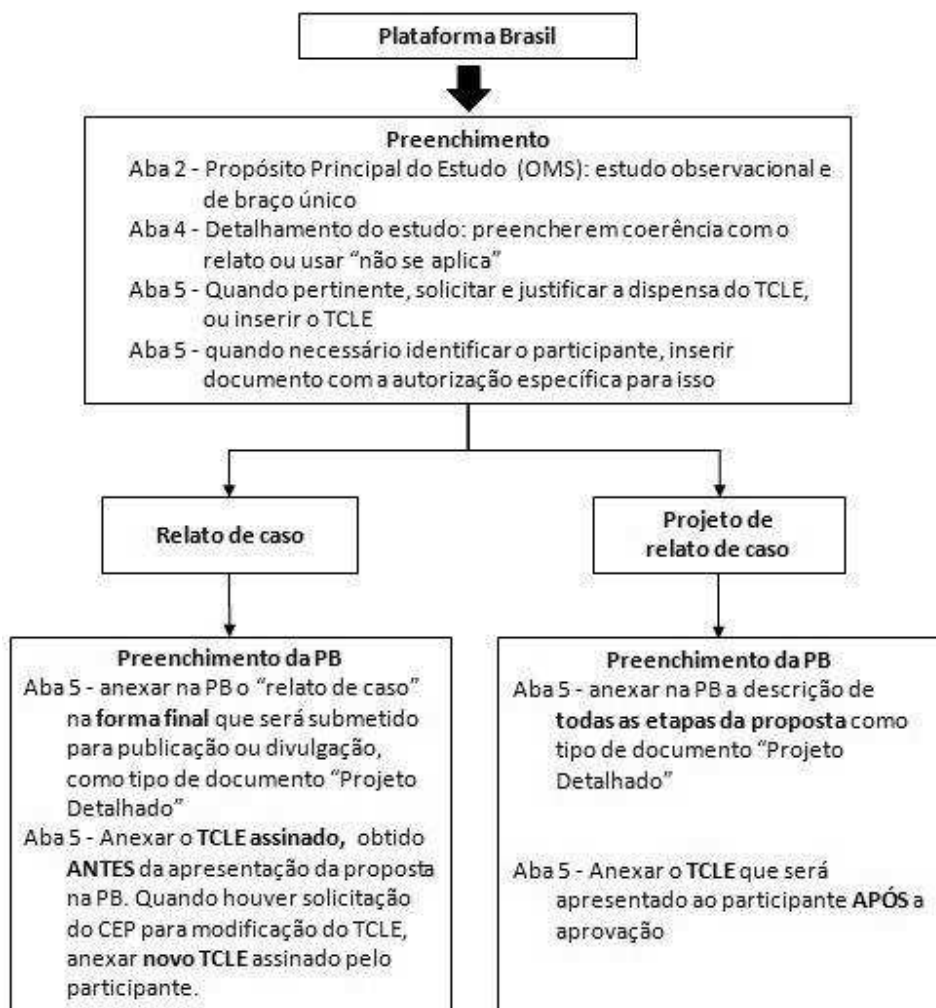 Plataforma Brasil
Preenchimento
Aba 2 - Propósito Principal do Estudo (OMS): estudo observacional e
de braço único
Aba 4 - Detalhamento do estudo: preencher em coerência com o
relato ou usar “não se aplica”
Aba 5 - Quando pertinente, solicitar e justificar a dispensa do TCLE,
ou inserir o TCLE
Aba 5 - quando necessário identificar o participante, inserir
documento com a autorização específica para isso
Relato de caso
Projeto de
relato de caso
Preenchimento da PB
Aba 5 - anexar na PB o “relato de caso”
na forma final que será submetido
para publicação ou divulgação,
como tipo de documento “Projeto
Detalhado”
Aba 5 - Anexar o TCLE assinado, obtido
ANTES da apresentação da proposta
na PB. Quando houver solicitação
do CEP para modificação do TCLE,
anexar novo TCLE assinado pelo
participante.
Preenchimento da PB
Aba 5 - anexar na PB a descrição de
todas as etapas da proposta como
tipo de documento “Projeto
Detalhado”
Aba 5 - Anexar o TCLE que será
apresentado ao participante APÓS a
aprovação